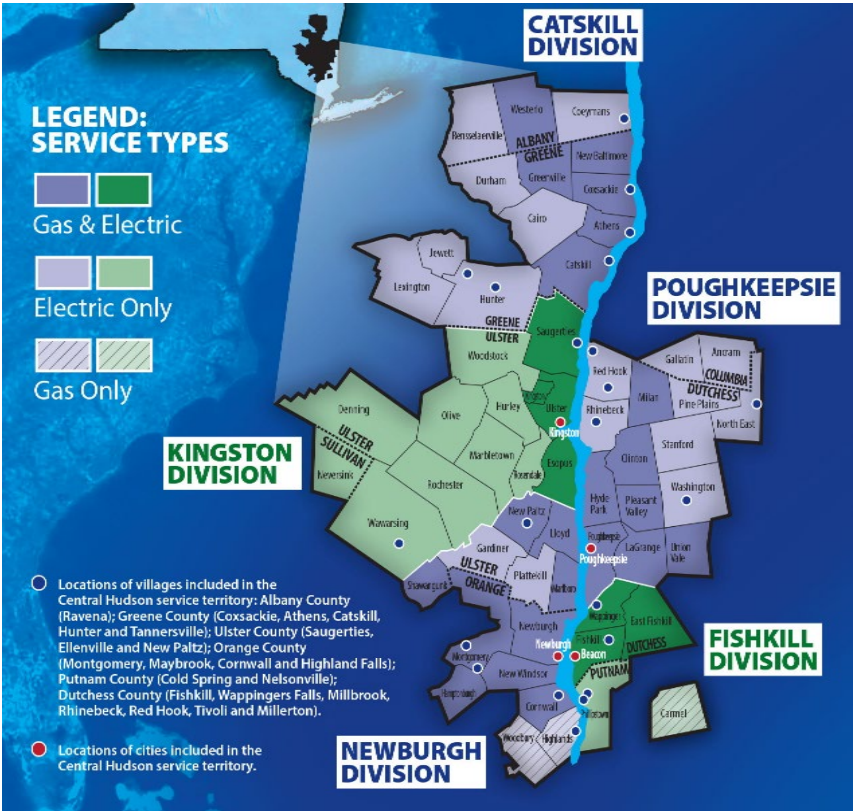 CATSKILL
DIVISION
LEGEND:
SERVICE TYPES
Gas & Electric
Electric Only
Gas Only
Westerlo
Coeymans
Rensselaerville
ALBANY
GREENE
New Baltimore
Durham
Greenville
Coxsackie
Cairo
Athens
Catskill
Jewett
Lexington
Hunter
GREENE
ULSTER
Saugerties
Woodstock
POUGHKEEPSIE
DIVISION
Gallatin
Ancram
COLUMBIA
DUTCHESS
Red Hook
Milan
Pine Plains
Rhinebeck
North East
Denning
Olive
Hurley
Ulster
Kingston
KINGSTON
DIVISION
ULSTER
SULLIVAN
Neversink
Marbletown
Rosendale
Esopus
Rochester
Wawarsing
Clinton
Stanford
Washington
Hyde
Park
Pleasant
Valley
New Paltz
Lloyd
Gardiner
Plattekill
Poughkeepsie
Poughkeepsie
LaGrange
Union
Vale
ULSTER
ORANGE
Shawangunk
Marlboro
Wappinger
East Fishkill
Newburgh
Fishkill
DUTCHESS
Newburgh
Beacon
PUTNAM
FISHKILL
DIVISION
Montgomery
New Windsor
Hamptonburgh
Cornwall
Philipstown
Carmel
Woodbury
Highlands
NEWBURGH
DIVISION
Locations of villages included in the
Central Hudson service territory: Albany County
(Ravena); Greene County (Coxsackie, Athens, Catskill,
Hunter and Tannersville); Ulster County (Saugerties,
Ellenville and New Paltz); Orange County
(Montgomery, Maybrook, Cornwall and Highland Falls);
Putnam County (Cold Spring and Nelsonville);
Dutchess County (Fishkill, Wappingers Falls, Millbrook,
Rhinebeck, Red Hook, Tivoli and Millerton).
Locations of cities included in the
Central Hudson service territory.